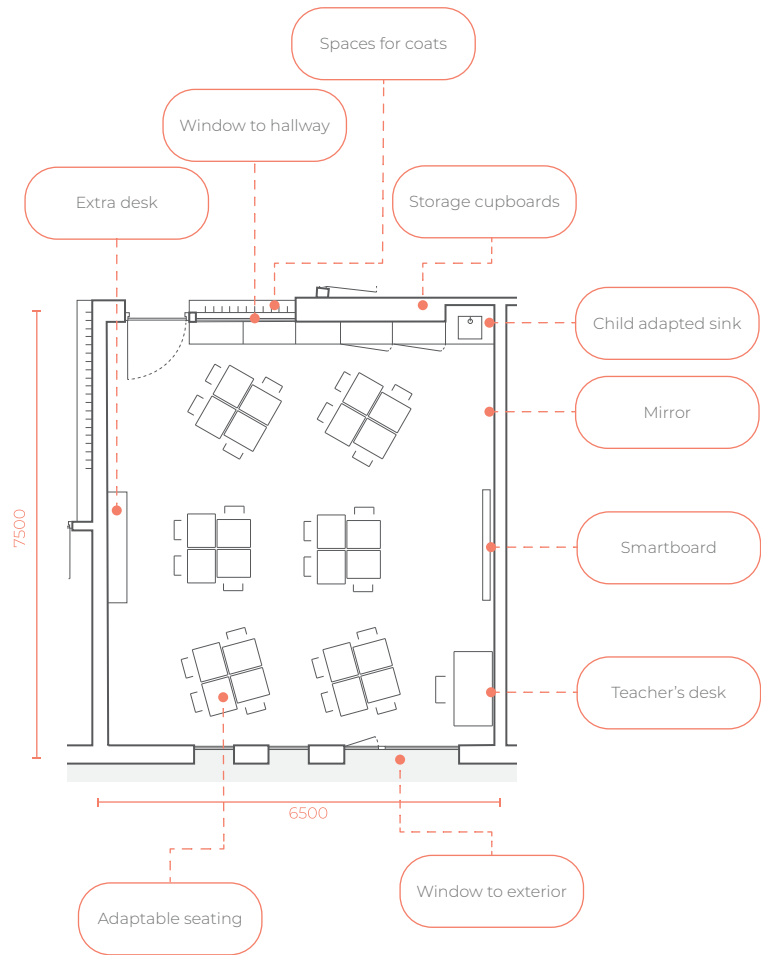 Spaces for coats
Window to hallway
Extra desk
Storage cupboards
Child adapted sink
Mirror
7500
Smartboard
Teacher’s desk
6500
Window to exterior
Adaptable seating